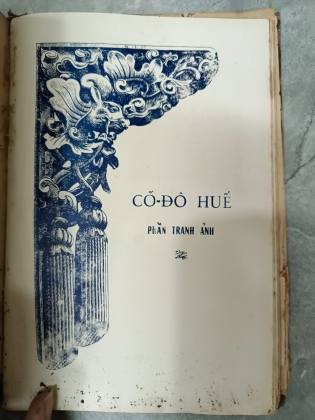 CỐ-ĐÔ HUẾ
PHẦN TRANH ẢNH